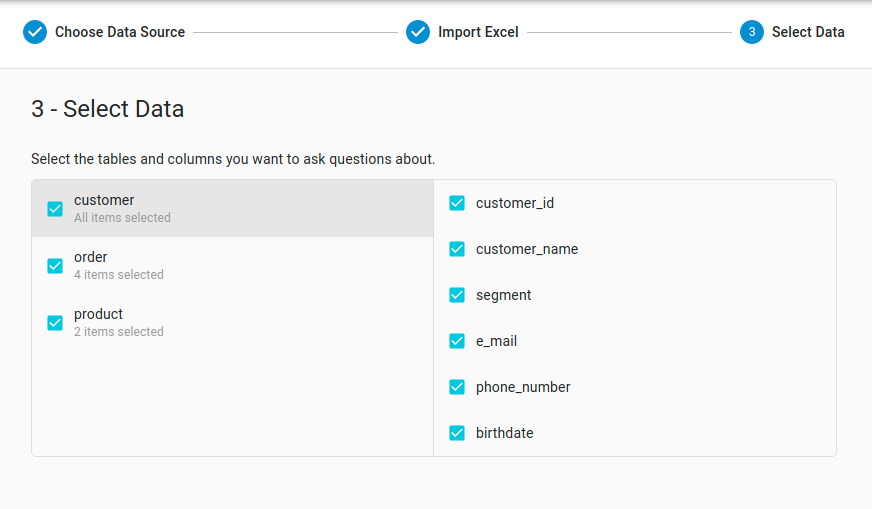 Choose Data Source
Import Excel
3 Select Data
3 - Select Data
Select the tables and columns you want to ask questions about.
customer
All items selected
order
4 items selected
product
2 items selected
customer_id
customer_name
segment
e_mail
phone_number
birthdate